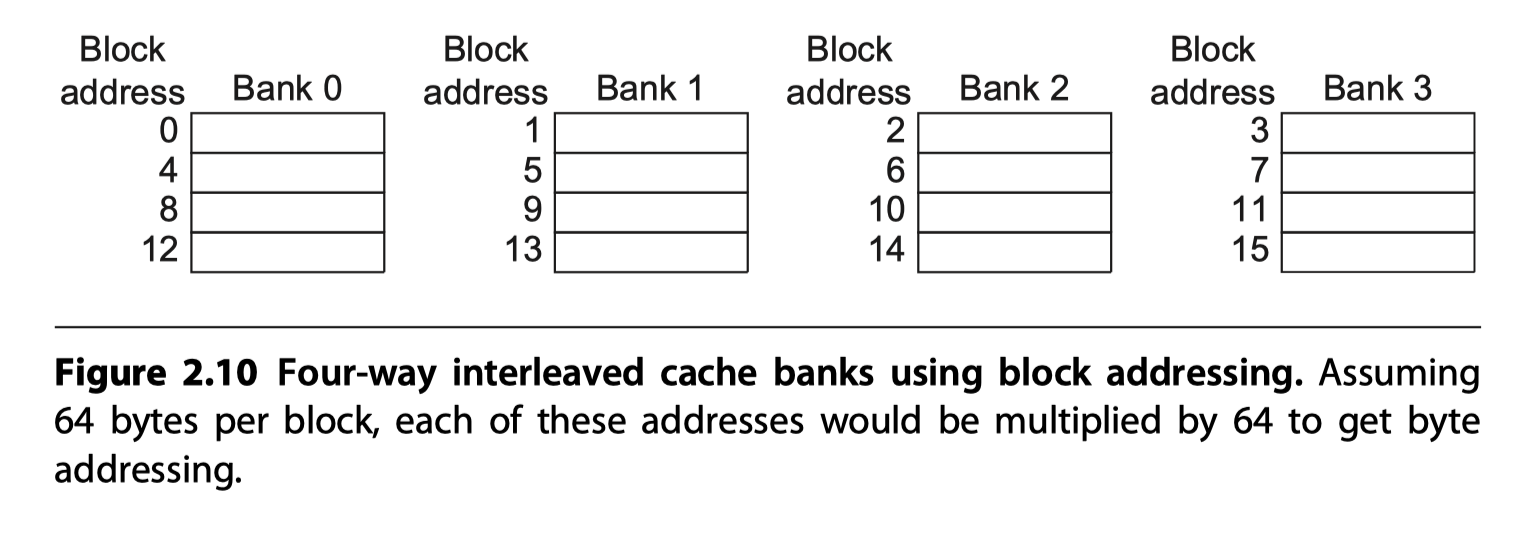 Block Block Block Block
address Bank 0 address Bank 1 address Bank 2 address Bank 3
0 1 2 3
4 5 6 7
8 9 10 11
12 13 14 15
Figure 2.10 Four-way interleaved cache banks using block addressing. Assuming
64 bytes per block, each of these addresses would be multiplied by 64 to get byte
addressing.